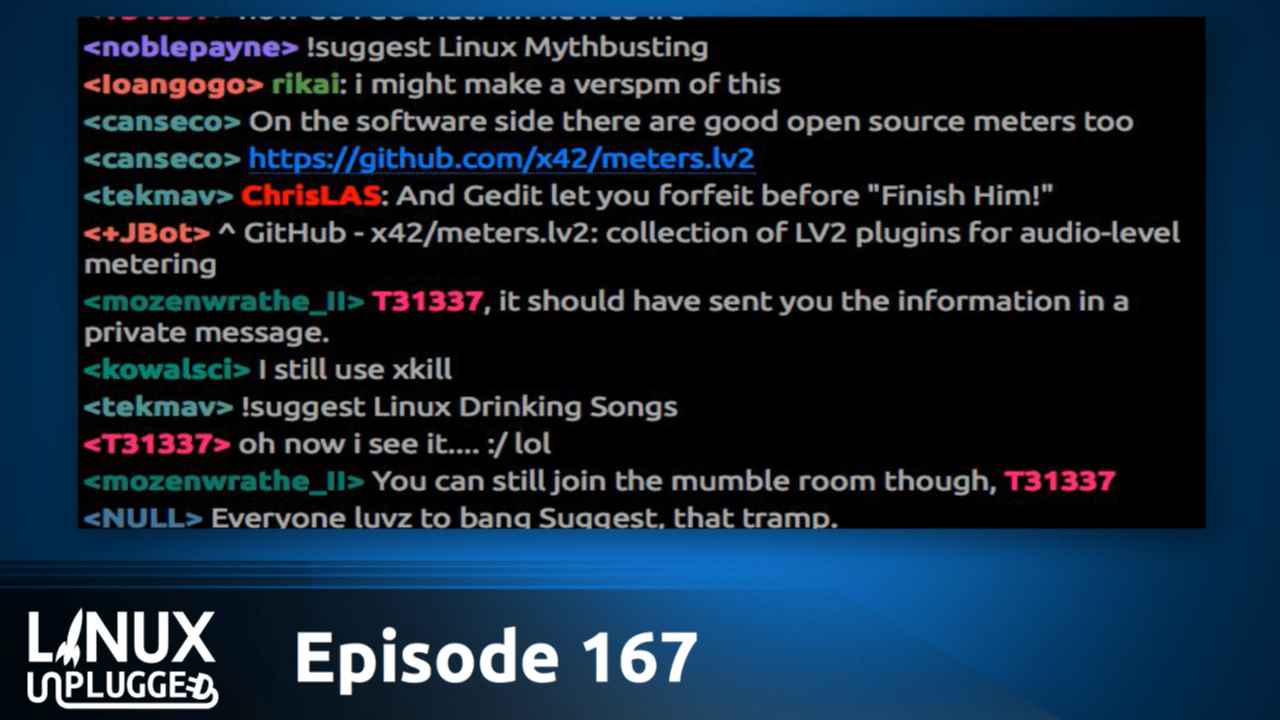 <noblepayne> !suggest Linux Mythbusting
<loangogo> rikai: i might make a verspm of this
<canseco> On the software side there are good open source meters too
<canseco> https://github.com/x42/meters.lv2
<tekmav> ChrisLAS: And Gedit let you forfeit before "Finish Him!"
<+JBot> ^ GitHub - x42/meters.lv2: collection of LV2 plugins for audio-level
metering
<mozenwrathe_II> T31337, it should have sent you the information in a
private message.
<kowalsci> I still use xkill
<tekmav> !suggest Linux Drinking Songs
<T31337> oh now i see it.... :/ lol
<mozenwrathe_II> You can still join the mumble room though, T31337
<NULL> Everyone luvz to bang Suggest, that tramp.
LINUX
UNPLUGGED
Episode 167